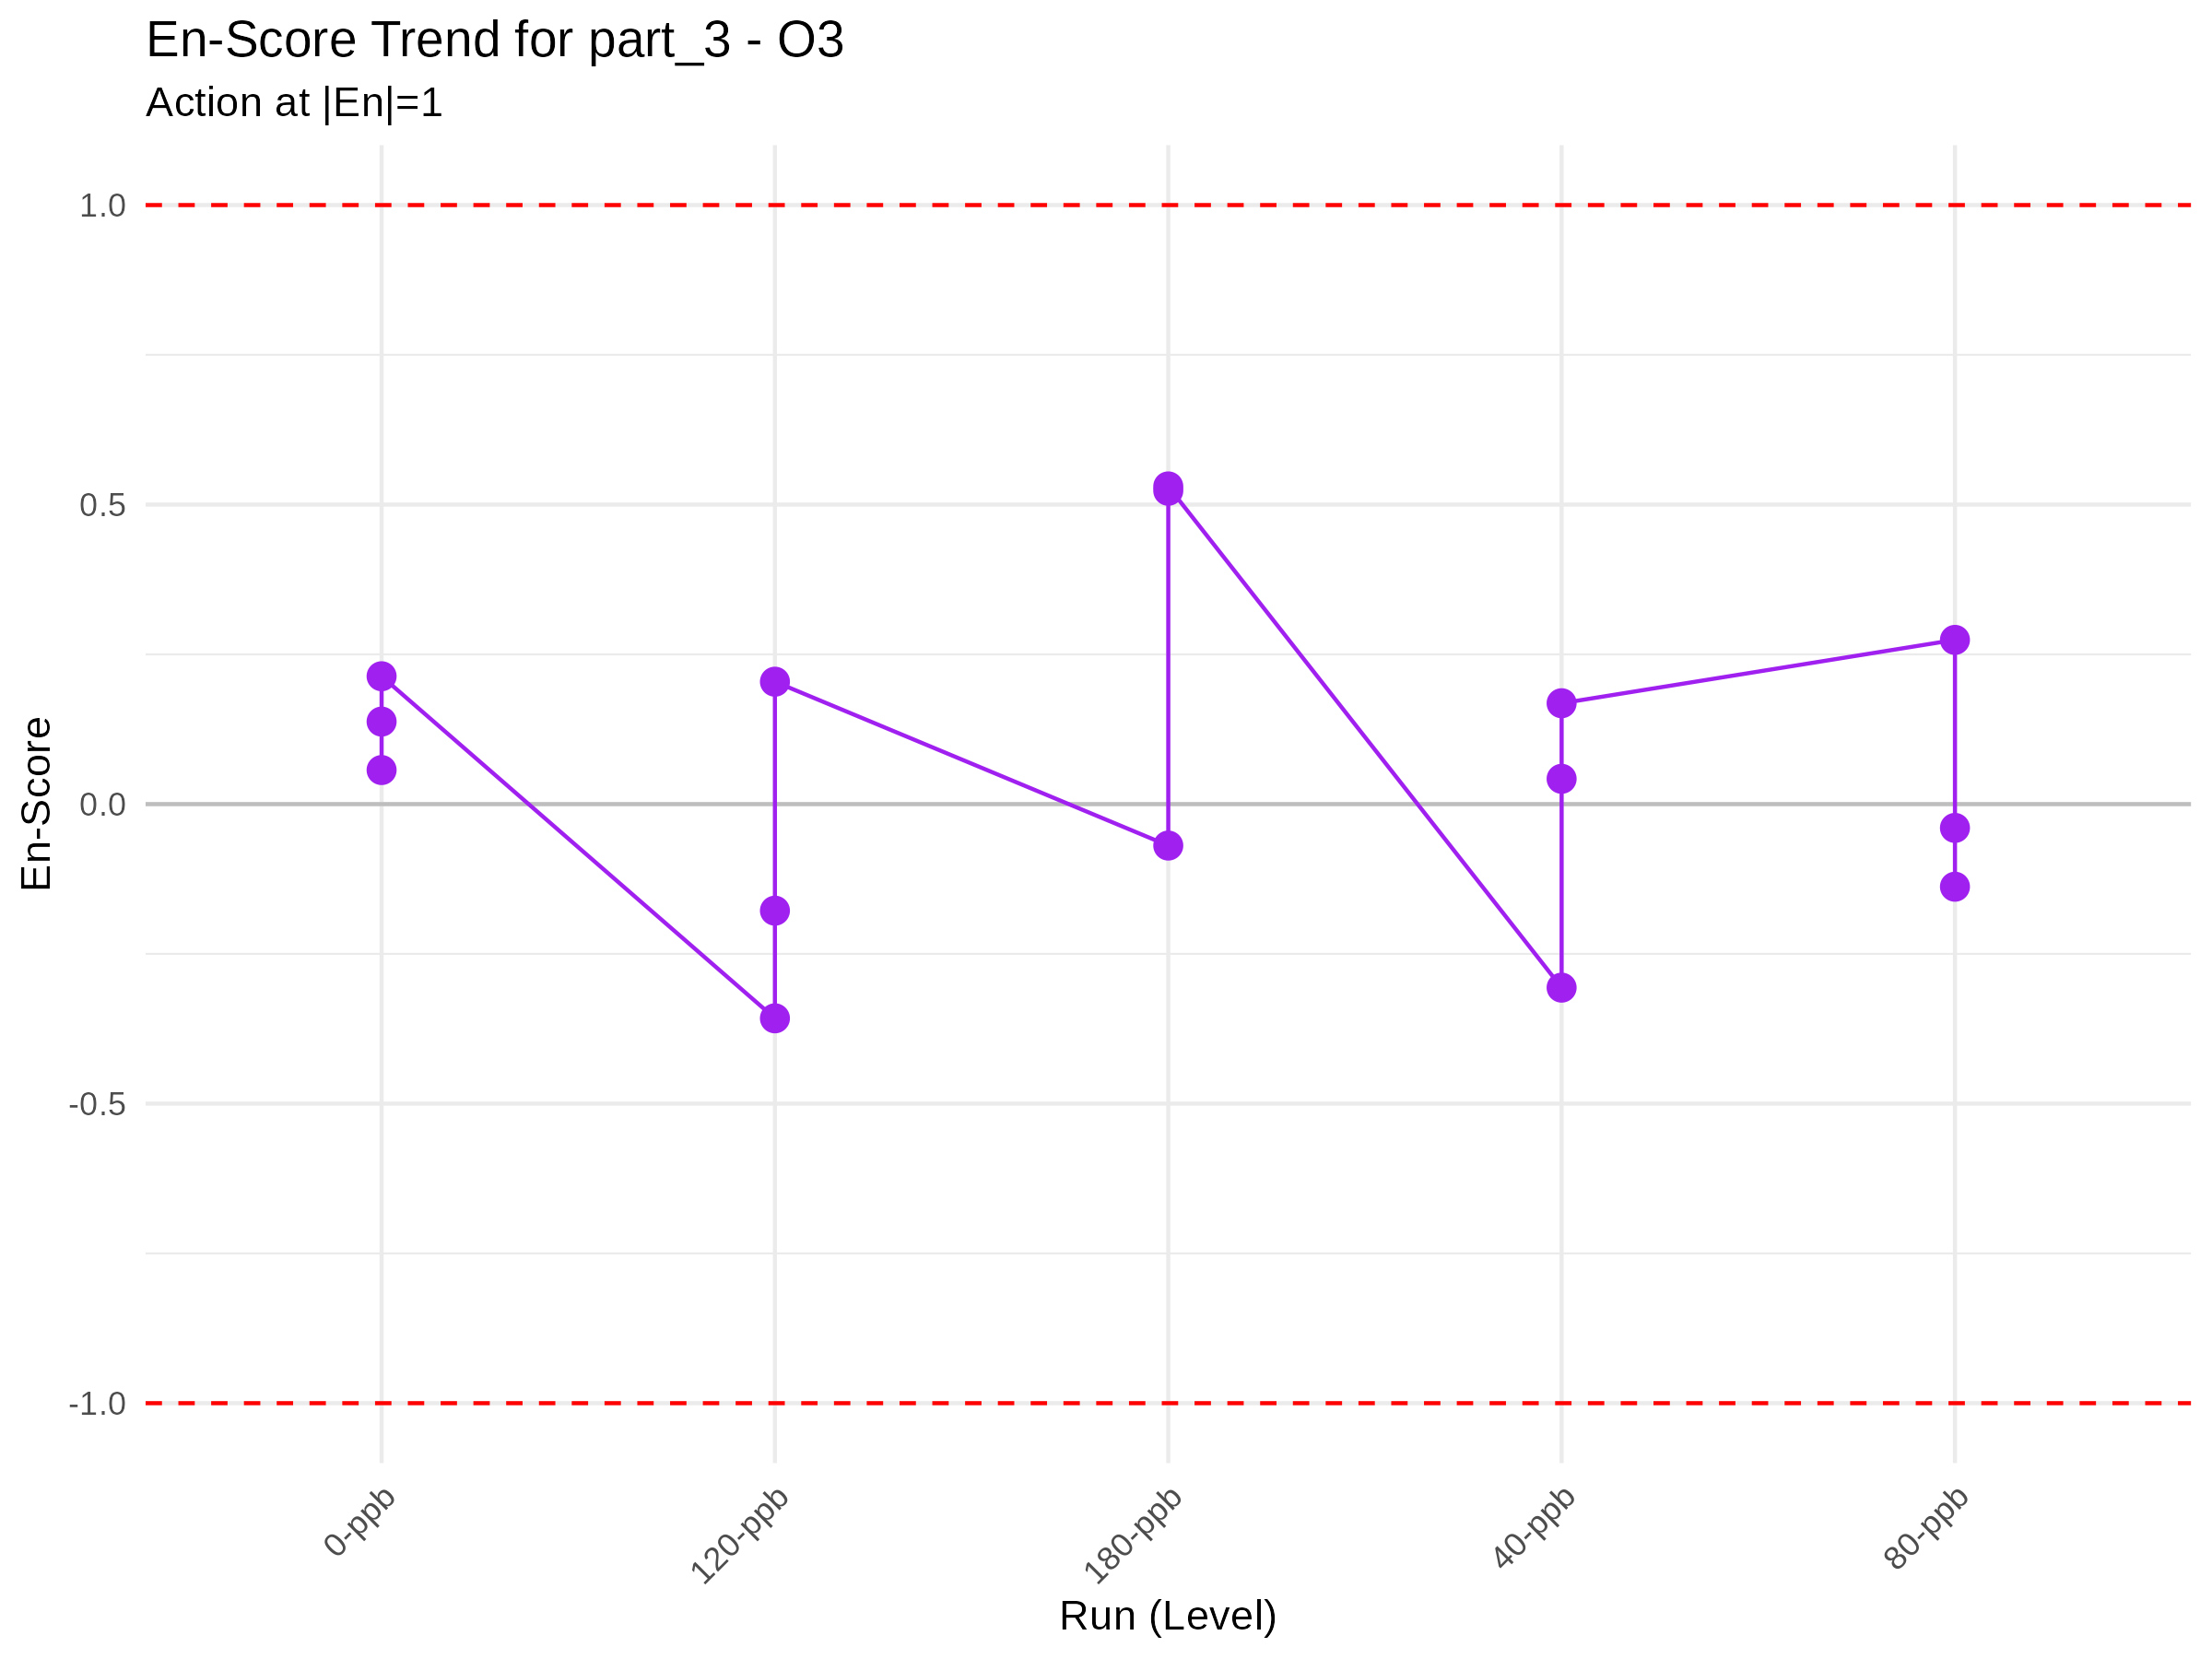 En-Score Trend for part_3 - O3
Action at |En|=1
1.0
0.5
0.0
-0.5
-1.0
En-Score
0-ppb
120-ppb
180-ppb
40-ppb
80-ppb
Run (Level)